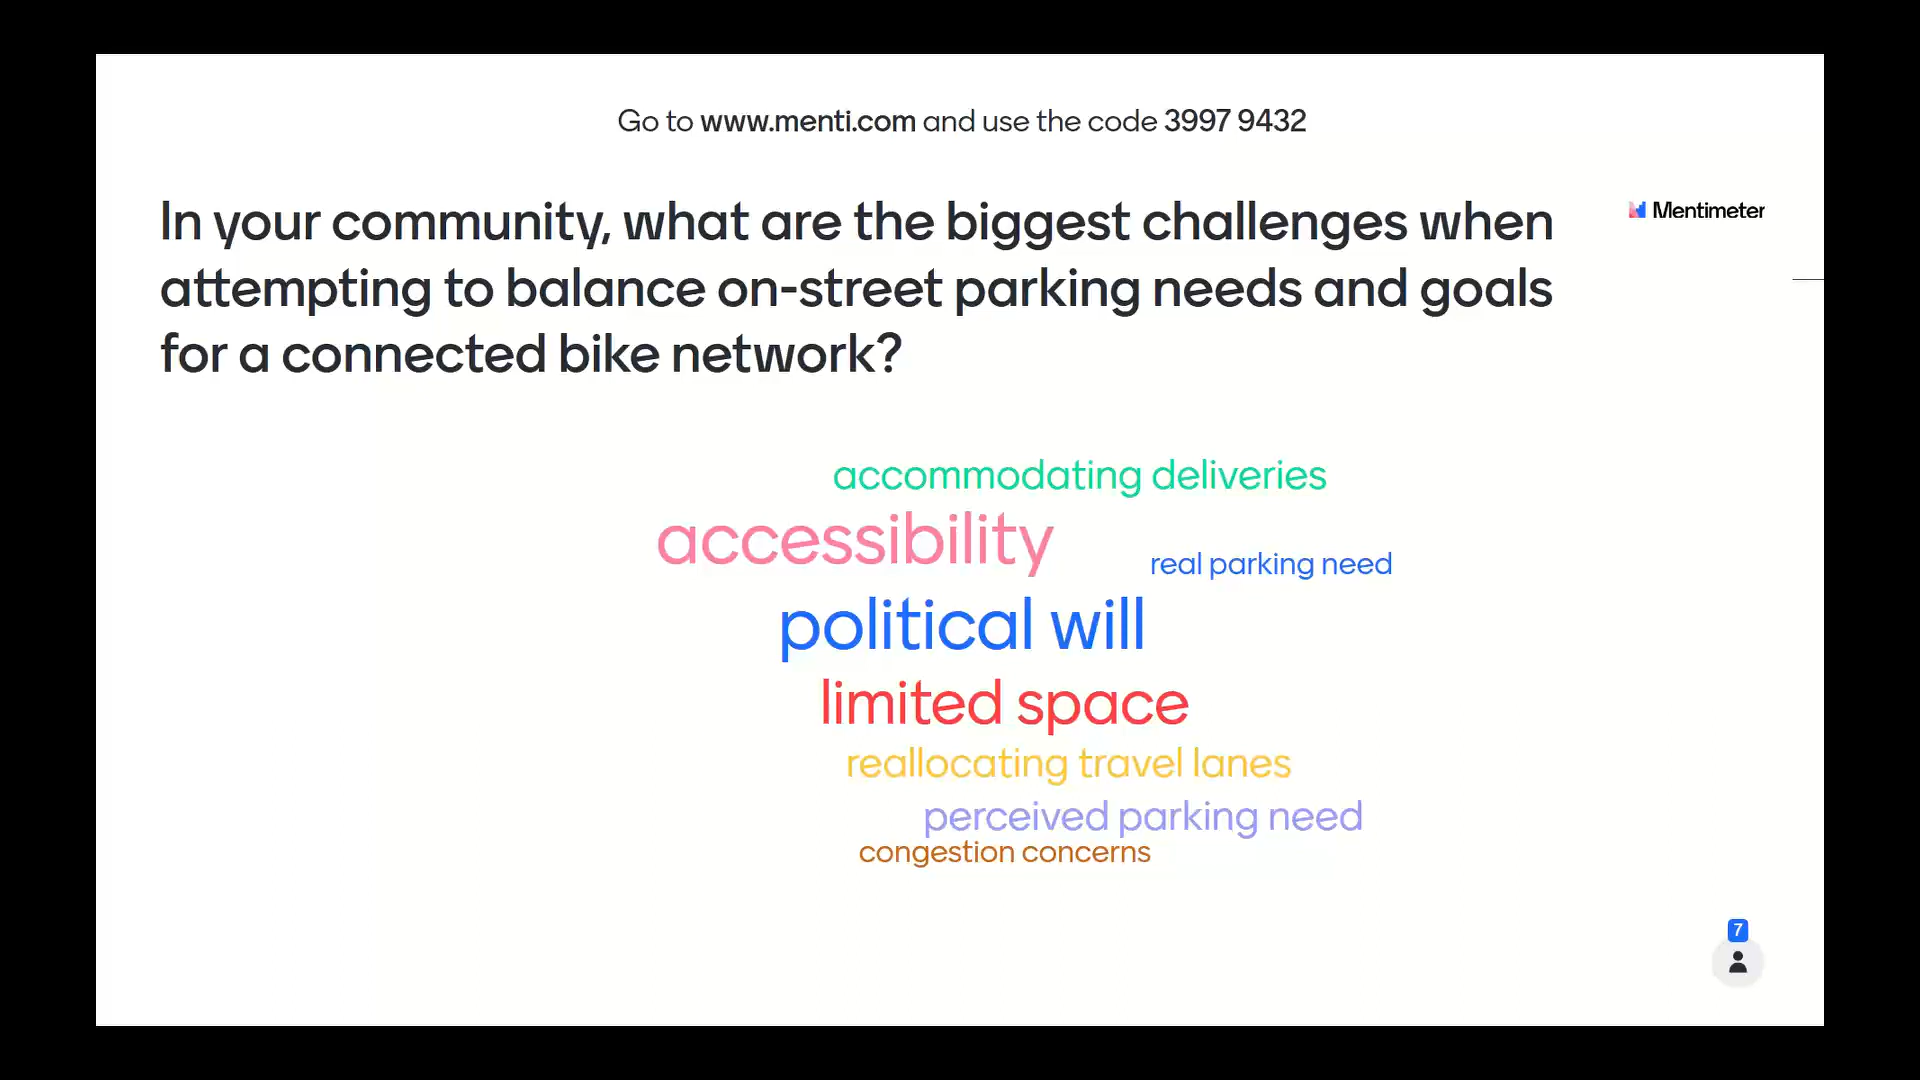 Go to www.menti.com and use the code 3997 9432
In your community, what are the biggest challenges when
attempting to balance on-street parking needs and goals
for a connected bike network?
Mentimeter
accommodating deliveries
accessibility
real parking need
political will
limited space
reallocating travel lanes
perceived parking need
congestion concerns
7